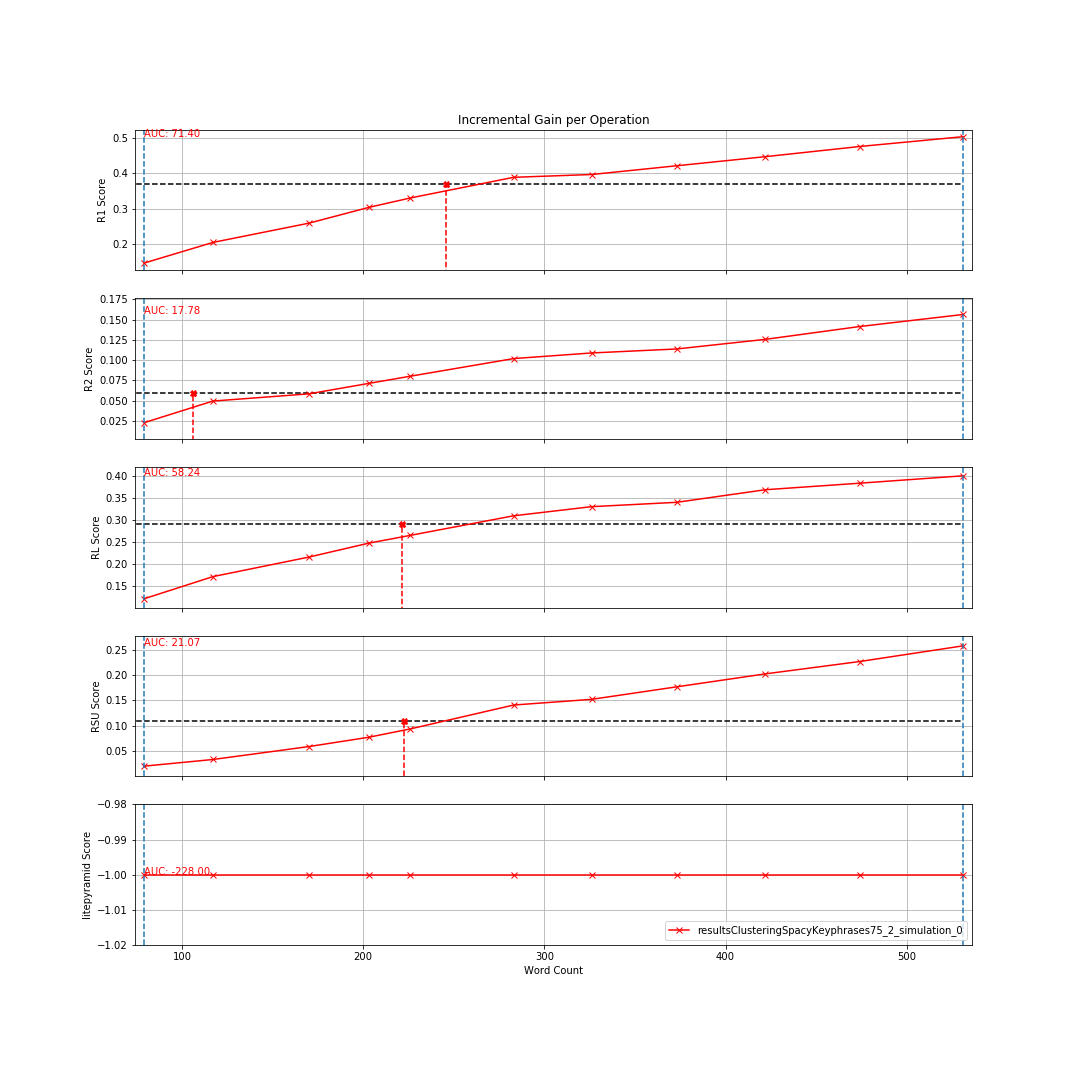 Incremental Gain per Operation
AUC: 71.40
0.5
0.4
0.3
0.2
R1 Score
AUC: 17.78
0.175
0.150
0.125
0.100
0.075
0.050
0.025
R2 Score
AUC: 58.24
0.40
0.35
0.30
0.25
0.20
0.15
RL Score
AUC: 21.07
0.25
0.20
0.15
0.10
0.05
RSU Score
−0.98
−0.99
−1.00
−1.01
−1.02
litepyramid Score
AUC: -228.00
resultsClusteringSpacyKeyphrases75_2_simulation_0
100 200 300 400 500
Word Count